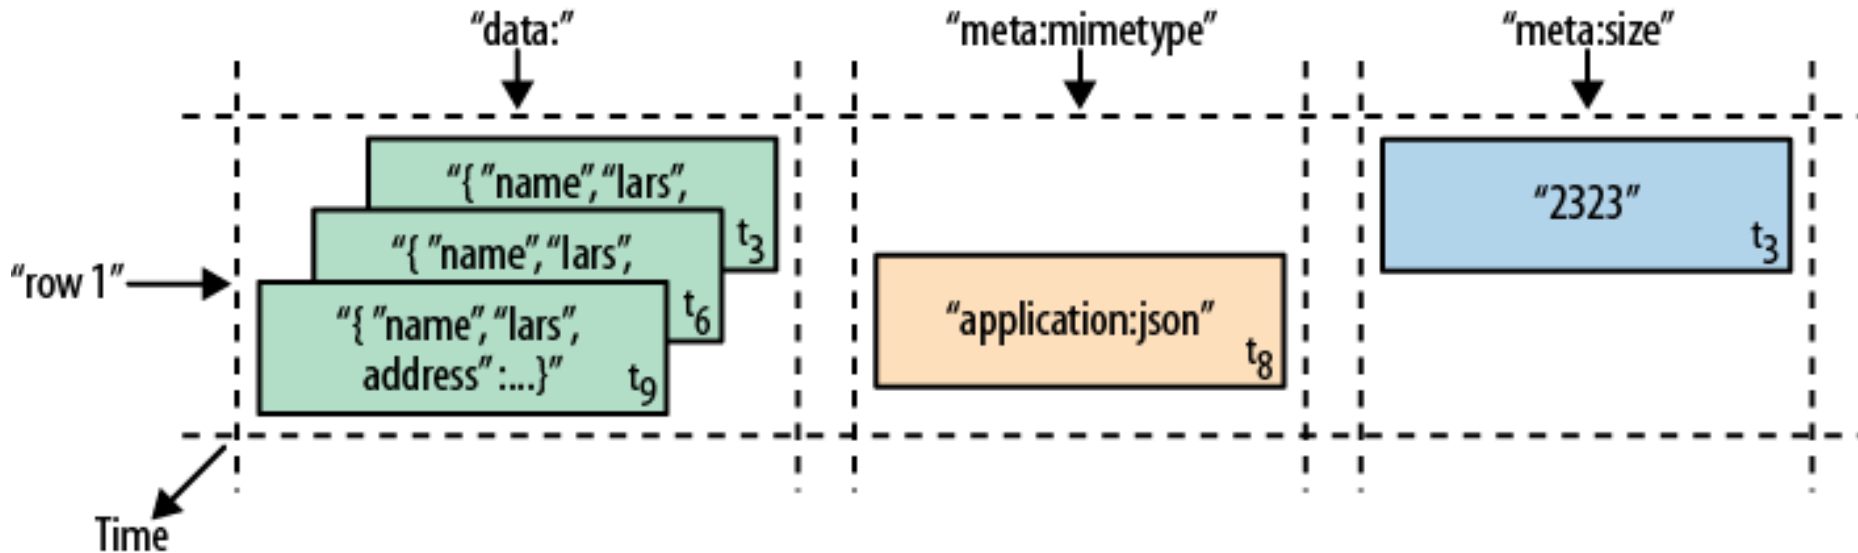 “data:”
“meta:mimetype”
“meta:size”
“{ ”name”,“lars”,
t3
“{ ”name”,“lars”,
t6
“{ ”name”,“lars”,
address” :...}”
t9
“row 1”
“application:json”
t8
“2323”
t3
Time